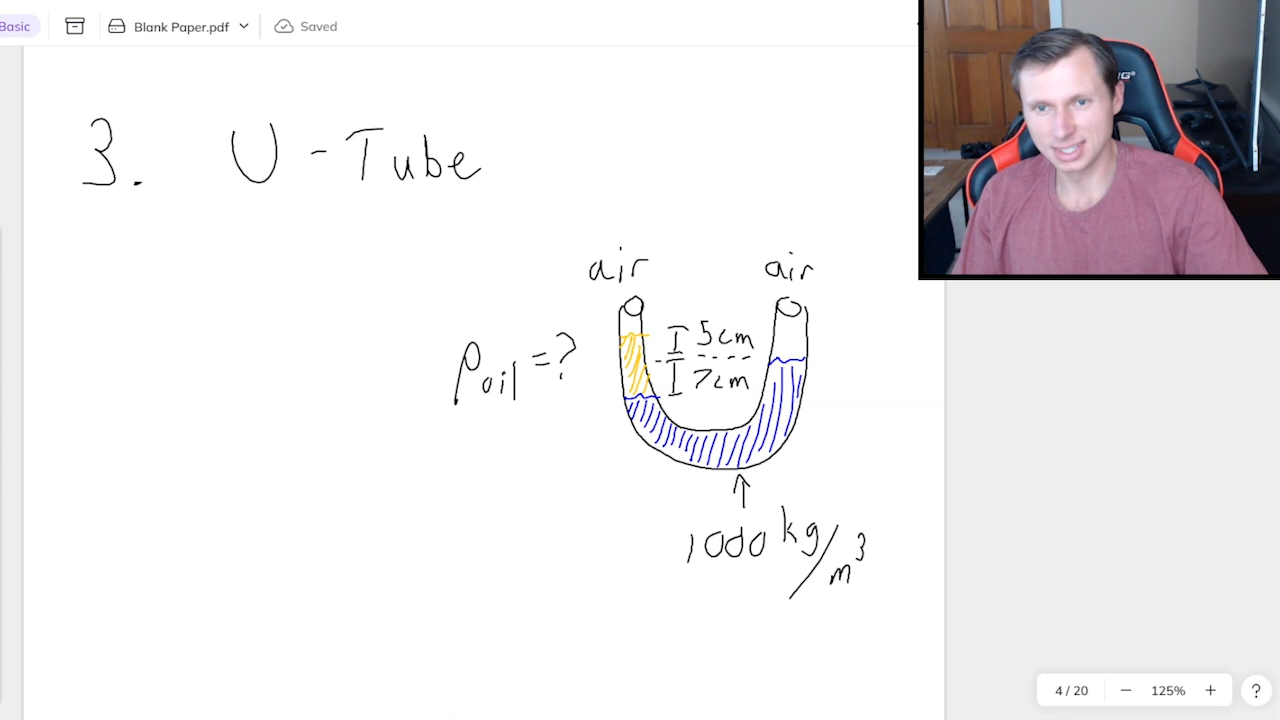 Basic
Blank Paper.pdf
Saved
3. U-Tube
air air
ρoil = ?
5cm
7cm
1000 kg/m³
4 / 20
125%
?